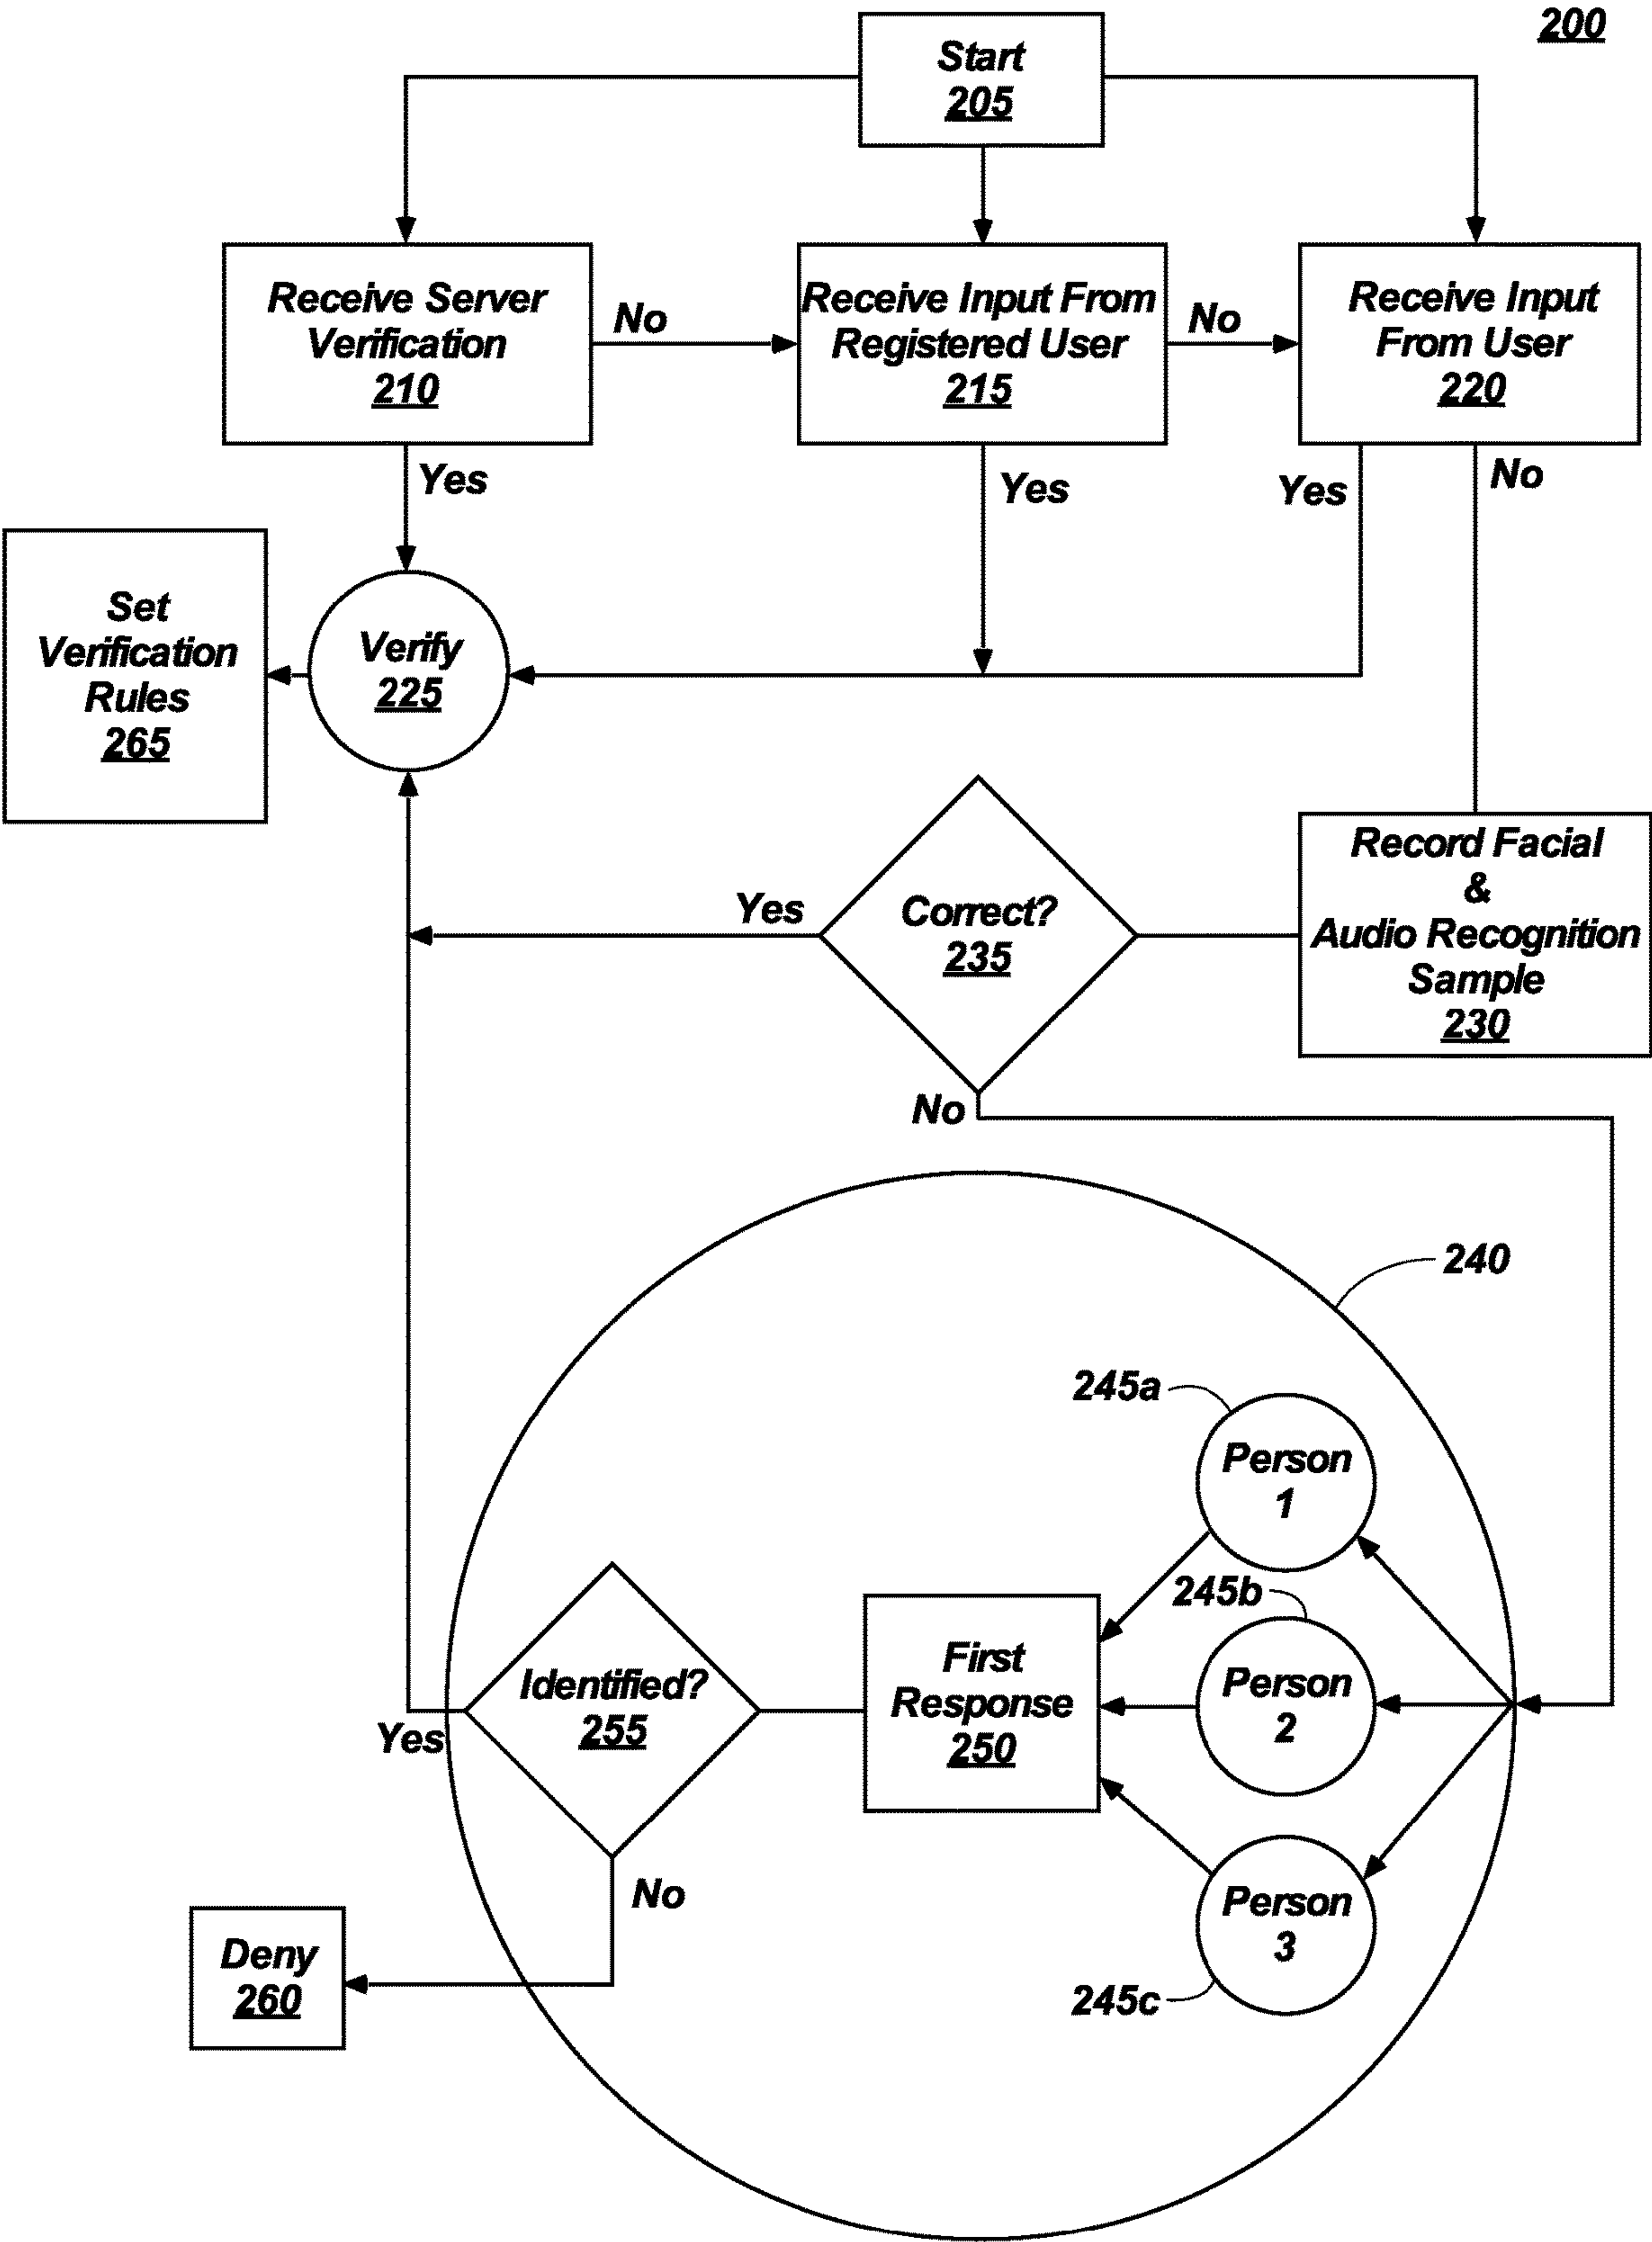 200
Start
205
Receive Server
Verification
210
No
Receive Input From
Registered User
215
No
Receive Input
From User
220
Yes
Yes
Yes
No
Set
Verification
Rules
265
Verify
225
Record Facial
&
Audio Recognition
Sample
230
Yes
Correct?
235
No
240
245a
Person
1
245b
Person
2
First
Response
250
Identified?
255
Yes
No
Person
3
245c
Deny
260